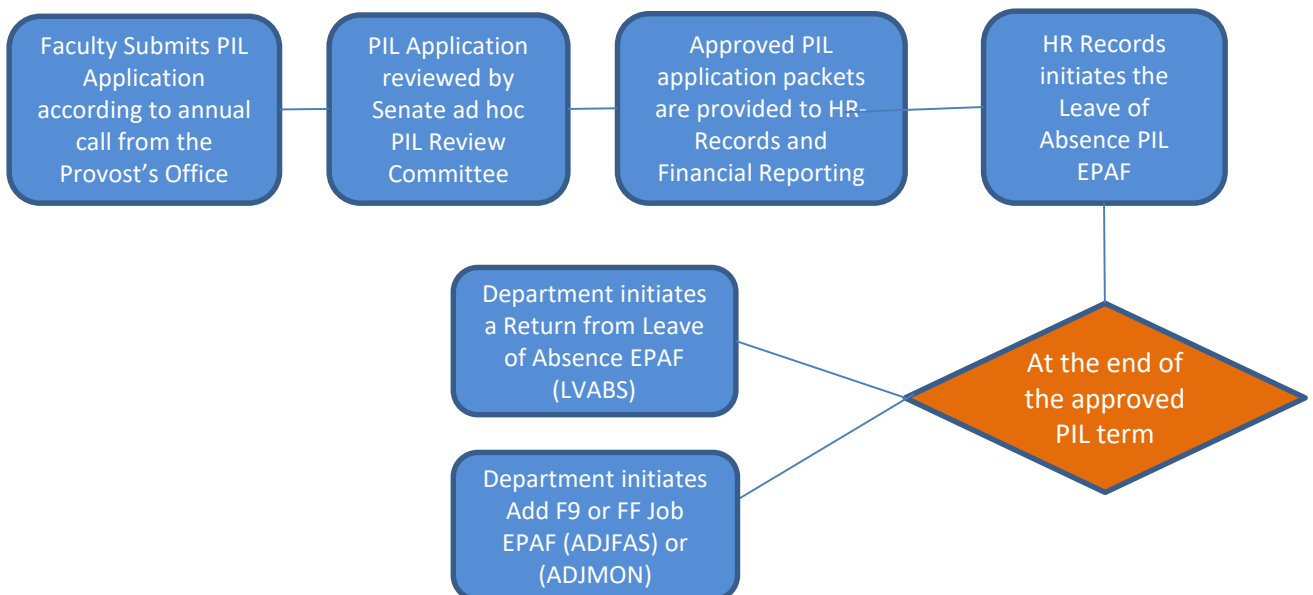 Faculty Submits PIL
Application
according to annual
call from the
Provost’s Office
PIL Application
reviewed by
Senate ad hoc
PIL Review
Committee
Approved PIL
application packets
are provided to HR-
Records and
Financial Reporting
HR Records
initiates the
Leave of
Absence PIL
EPAF
Department initiates
a Return from Leave
of Absence EPAF
(LVABS)
At the end of
the approved
PIL term
Department initiates
Add F9 or FF Job
EPAF (ADJFAS) or
(ADJMON)